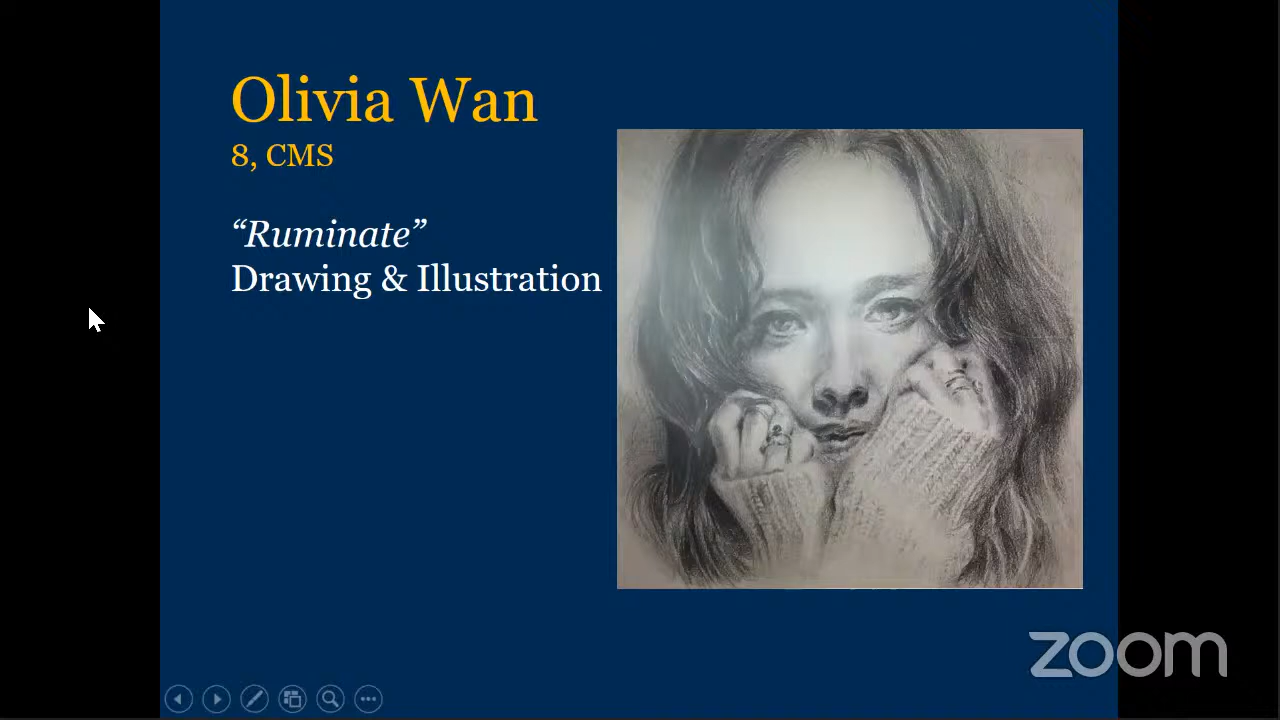 Olivia Wan
8, CMS
“Ruminate”
Drawing & Illustration
zoom